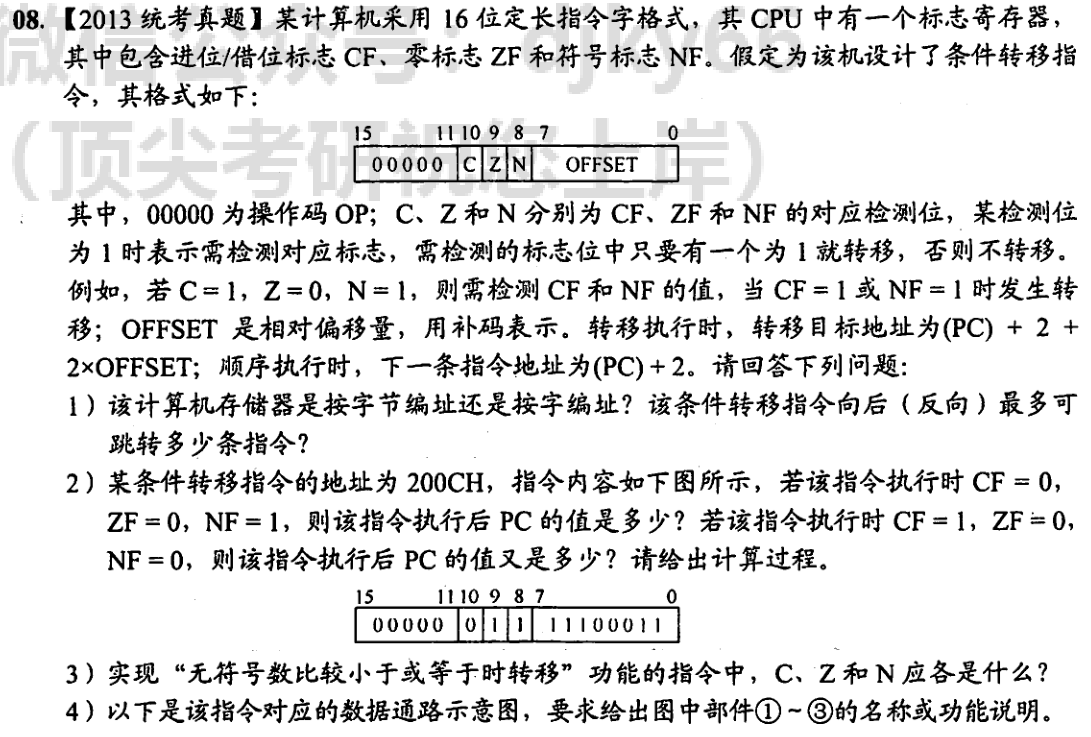 08.【2013 统考真题】某计算机采用 16 位定长指令字格式，其 CPU 中有一个标志寄存器，
其中包含进位/借位标志 CF、零标志 ZF 和符号标志 NF。假定为该机设计了条件转移指
令，其格式如下：
15 11 10 9 8 7 0
00000 C Z N OFFSET
其中，00000 为操作码 OP；C、Z 和 N 分别为 CF、ZF 和 NF 的对应检测位，某检测位
为 1 时表示需检测对应标志，需检测的标志位中只要有一个为 1 就转移，否则不转移。
例如，若 C = 1，Z = 0，N = 1，则需检测 CF 和 NF 的值，当 CF = 1 或 NF = 1 时发生转
移；OFFSET 是相对偏移量，用补码表示。转移执行时，转移目标地址为(PC) + 2 +
2×OFFSET；顺序执行时，下一条指令地址为(PC) + 2。请回答下列问题：
1）该计算机存储器是按字节编址还是按字编址？该条件转移指令向后（反向）最多可
跳转多少条指令？
2）某条件转移指令的地址为 200CH，指令内容如下图所示，若该指令执行时 CF = 0，
ZF = 0，NF = 1，则该指令执行后 PC 的值是多少？若该指令执行时 CF = 1，ZF = 0，
NF = 0，则该指令执行后 PC 的值又是多少？请给出计算过程。
15 11 10 9 8 7 0
00000 0 1 1 11100011
3）实现“无符号数比较小于或等于时转移”功能的指令中，C、Z 和 N 应各是什么？
4）以下是该指令对应的数据通路示意图，要求给出图中部件①～③的名称或功能说明。